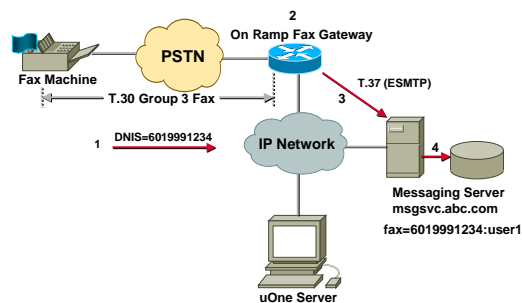 2
On Ramp Fax Gateway
PSTN
Fax Machine
T.30 Group 3 Fax
T.37 (ESMTP)
3
1
DNIS=6019991234
IP Network
4
Messaging Server
msgsvc.abc.com
fax=6019991234:user1
uOne Server